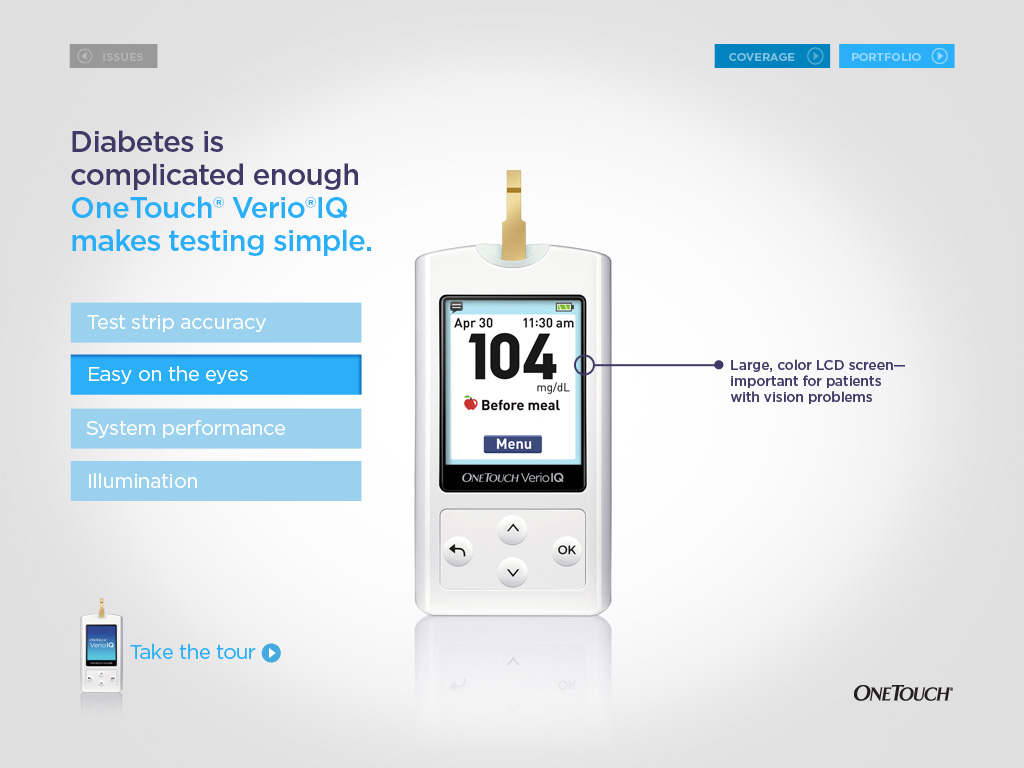 ISSUES
COVERAGE
PORTFOLIO
Diabetes is
complicated enough
OneTouch® Verio®IQ
makes testing simple.
Test strip accuracy
Easy on the eyes
System performance
Illumination
Apr 30 11:30 am
104
mg/dL
Before meal
Menu
ONETOUCH VerioIQ
OK
Large, color LCD screen—
important for patients
with vision problems
VerioIQ
Take the tour
ONETOUCH®